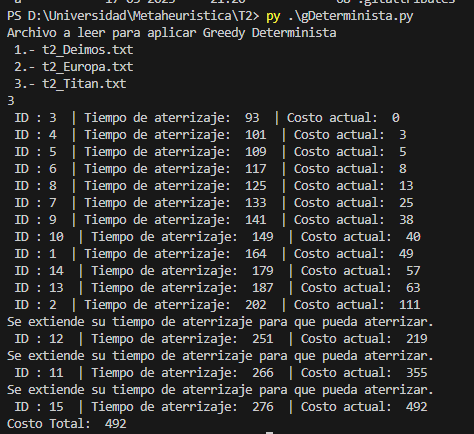 PS D:\Universidad\Metaheuristica\T2> py .\gDeterminista.py
Archivo a leer para aplicar Greedy Determinista
1.- t2_Deimos.txt
2.- t2_Europa.txt
3.- t2_Titan.txt
3
ID : 3 | Tiempo de aterrizaje: 93 | Costo actual: 0
ID : 4 | Tiempo de aterrizaje: 101 | Costo actual: 3
ID : 5 | Tiempo de aterrizaje: 109 | Costo actual: 5
ID : 6 | Tiempo de aterrizaje: 117 | Costo actual: 8
ID : 8 | Tiempo de aterrizaje: 125 | Costo actual: 13
ID : 7 | Tiempo de aterrizaje: 133 | Costo actual: 25
ID : 9 | Tiempo de aterrizaje: 141 | Costo actual: 38
ID : 10 | Tiempo de aterrizaje: 149 | Costo actual: 40
ID : 1 | Tiempo de aterrizaje: 164 | Costo actual: 49
ID : 14 | Tiempo de aterrizaje: 179 | Costo actual: 57
ID : 13 | Tiempo de aterrizaje: 187 | Costo actual: 63
ID : 2 | Tiempo de aterrizaje: 202 | Costo actual: 111
Se extiende su tiempo de aterrizaje para que pueda aterrizar.
ID : 12 | Tiempo de aterrizaje: 251 | Costo actual: 219
Se extiende su tiempo de aterrizaje para que pueda aterrizar.
ID : 11 | Tiempo de aterrizaje: 266 | Costo actual: 355
Se extiende su tiempo de aterrizaje para que pueda aterrizar.
ID : 15 | Tiempo de aterrizaje: 276 | Costo actual: 492
Costo Total: 492